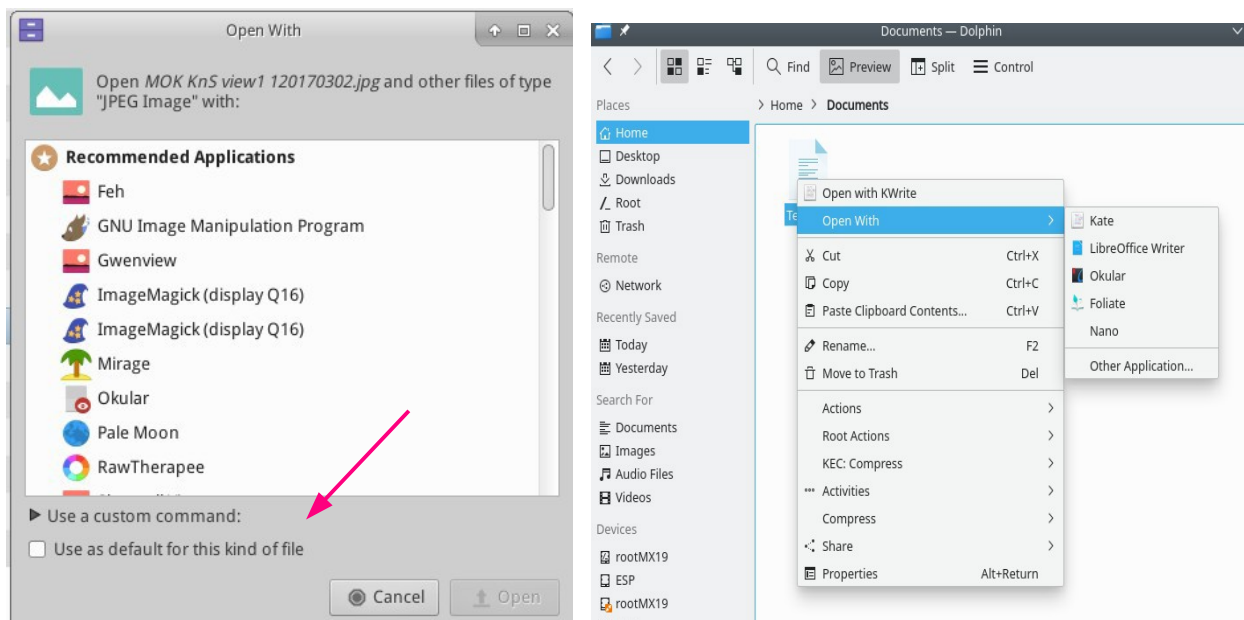 Open With
Open MOK KnS view1 120170302.jpg and other files of type
"JPEG Image" with:
Recommended Applications
Feh
GNU Image Manipulation Program
Gwenview
ImageMagick (display Q16)
ImageMagick (display Q16)
Mirage
Okular
Pale Moon
RawTherapee
Use a custom command:
Use as default for this kind of file
Cancel
Open
Documents — Dolphin
Find
Preview
Split
Control
Places
Home
Desktop
Downloads
Root
Trash
Remote
Network
Recently Saved
Today
Yesterday
Search For
Documents
Images
Audio Files
Videos
Devices
rootMX19
ESP
rootMX19
> Home > Documents
Te
Open with KWrite
Open With
Cut Ctrl+X
Copy Ctrl+C
Paste Clipboard Contents... Ctrl+V
Rename... F2
Move to Trash Del
Actions
Root Actions
KEC: Compress
Activities
Compress
Share
Properties Alt+Return
Kate
LibreOffice Writer
Okular
Foliate
Nano
Other Application...